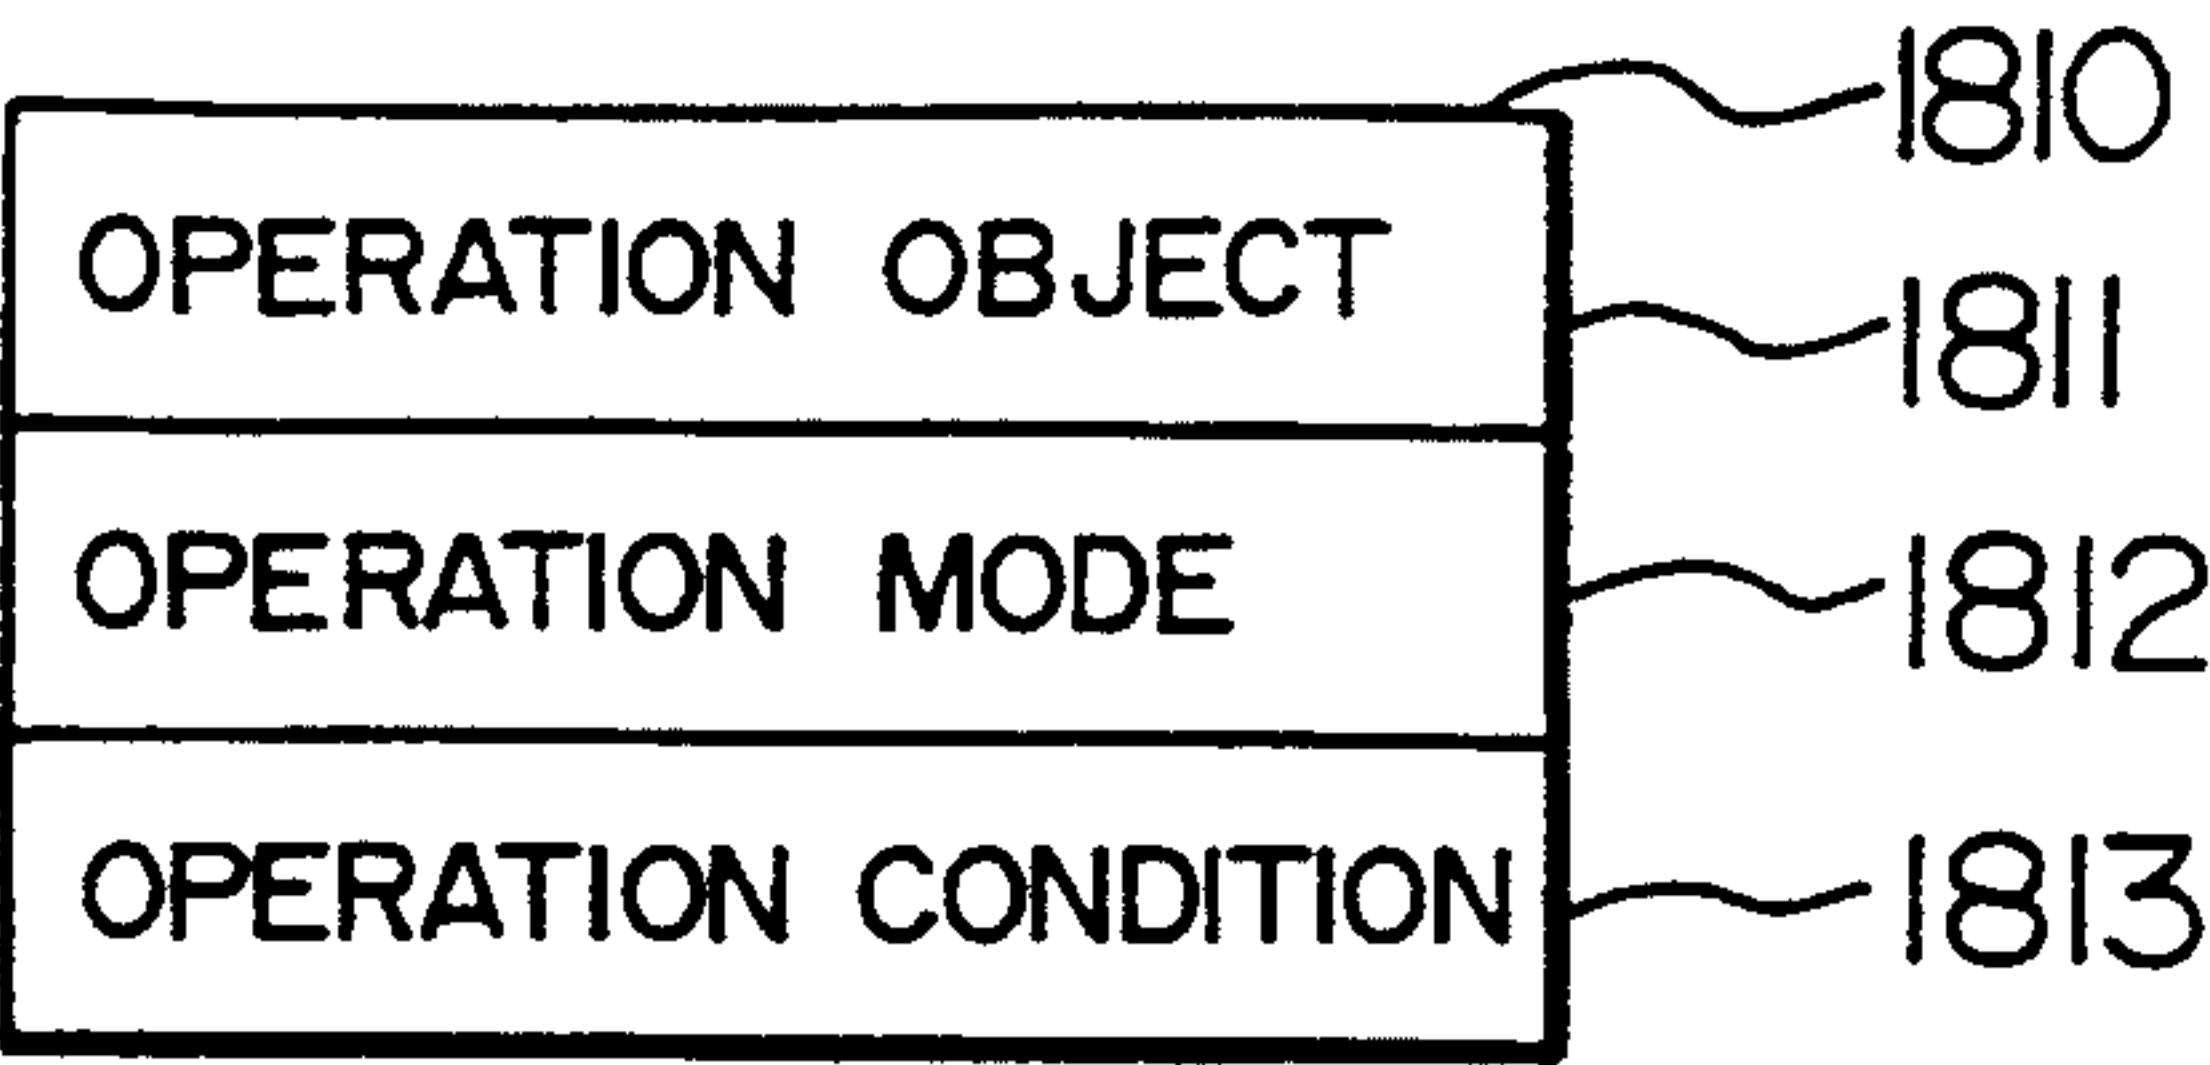 1810
OPERATION OBJECT 1811
OPERATION MODE 1812
OPERATION CONDITION 1813